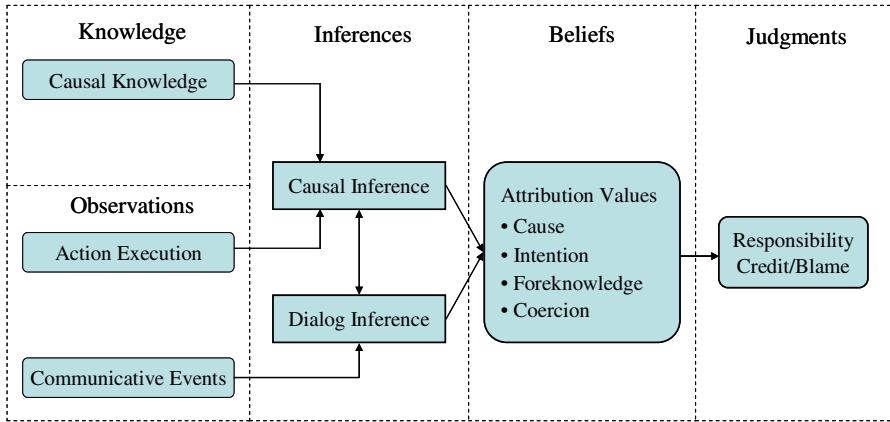 Knowledge
Causal Knowledge
Observations
Action Execution
Communicative Events
Inferences
Causal Inference
Dialog Inference
Beliefs
Attribution Values
• Cause
• Intention
• Foreknowledge
• Coercion
Judgments
Responsibility
Credit/Blame